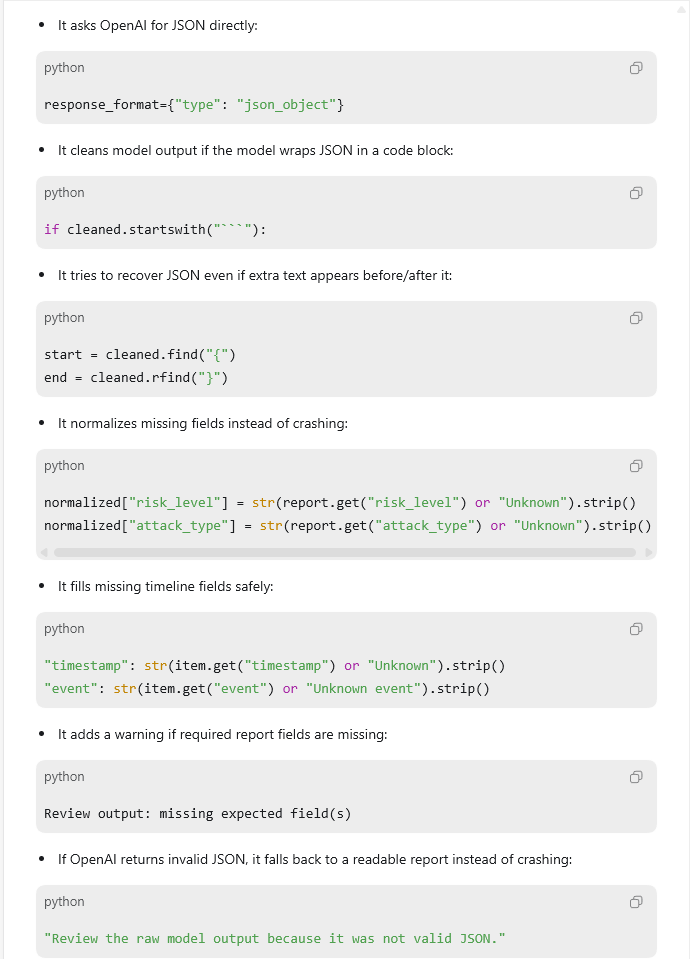 • It asks OpenAI for JSON directly:
python
response_format={"type": "json_object"}
• It cleans model output if the model wraps JSON in a code block:
python
if cleaned.startswith("```"):
• It tries to recover JSON even if extra text appears before/after it:
python
start = cleaned.find("{")
end = cleaned.rfind("}")
• It normalizes missing fields instead of crashing:
python
normalized["risk_level"] = str(report.get("risk_level") or "Unknown").strip()
normalized["attack_type"] = str(report.get("attack_type") or "Unknown").strip()
• It fills missing timeline fields safely:
python
"timestamp": str(item.get("timestamp") or "Unknown").strip()
"event": str(item.get("event") or "Unknown event").strip()
• It adds a warning if required report fields are missing:
python
Review output: missing expected field(s)
• If OpenAI returns invalid JSON, it falls back to a readable report instead of crashing:
python
"Review the raw model output because it was not valid JSON."